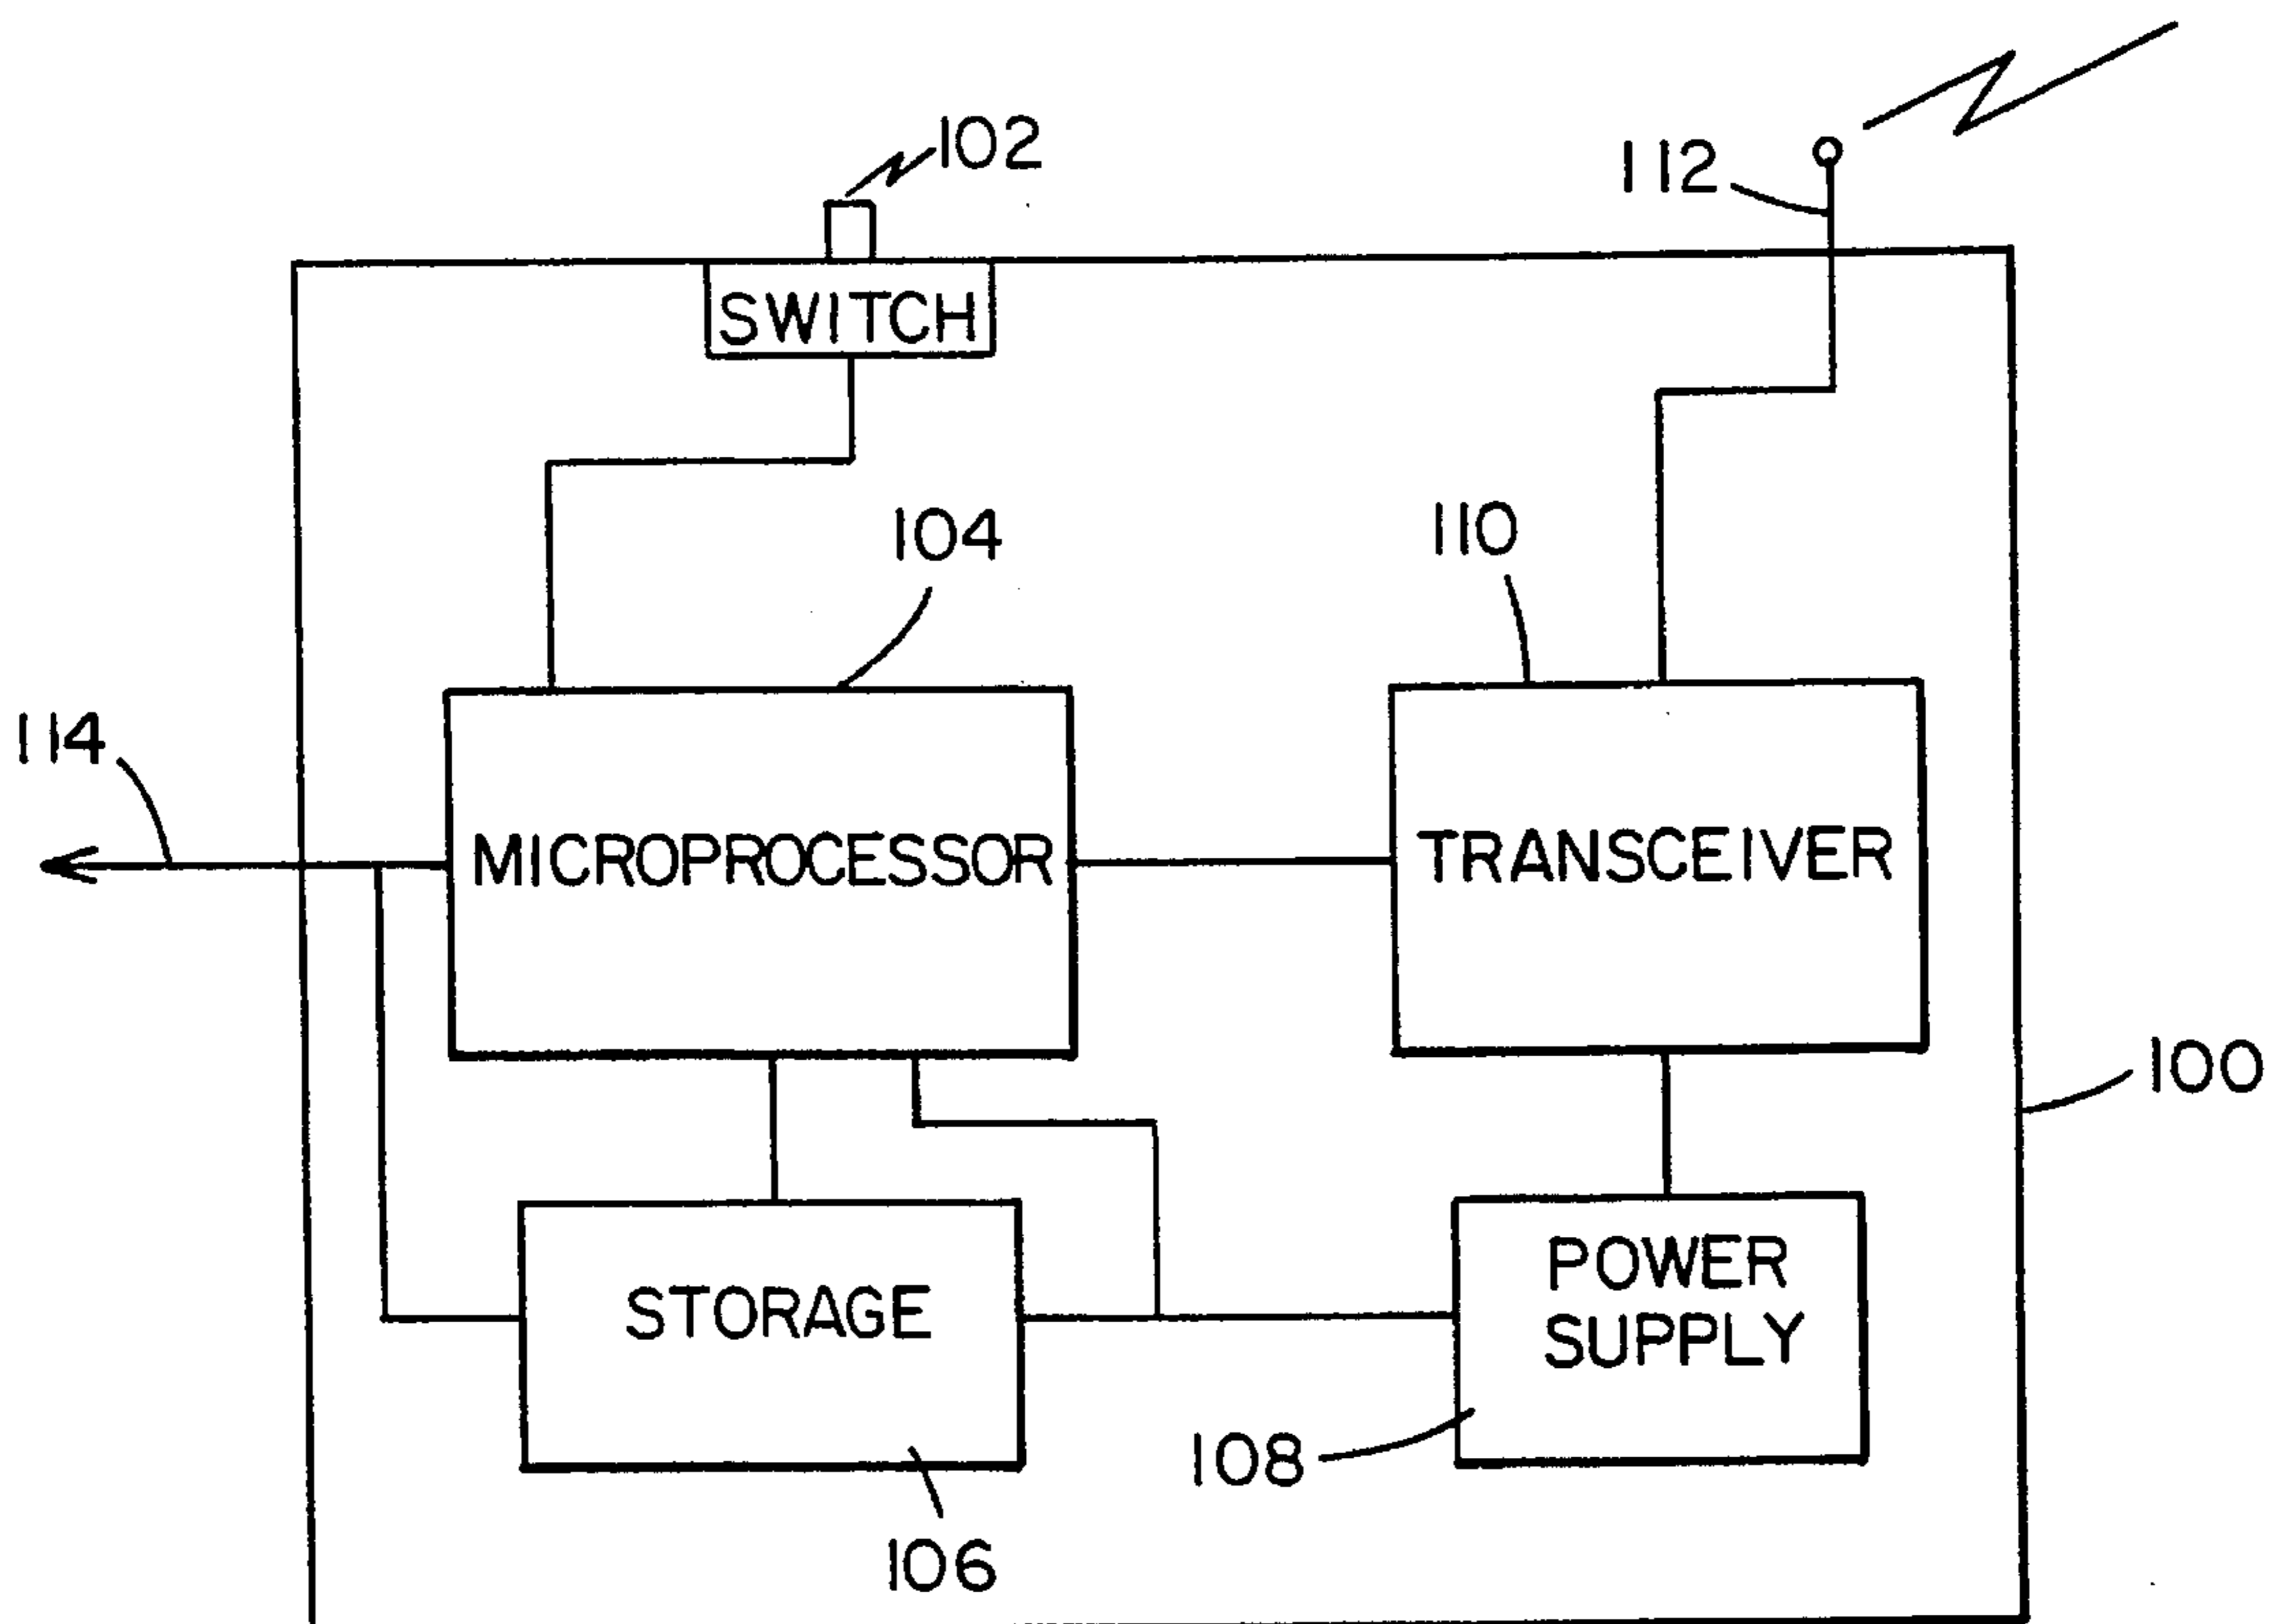 102
112
SWITCH
104
110
114
MICROPROCESSOR
TRANSCEIVER
100
STORAGE
POWER
SUPPLY
108
106